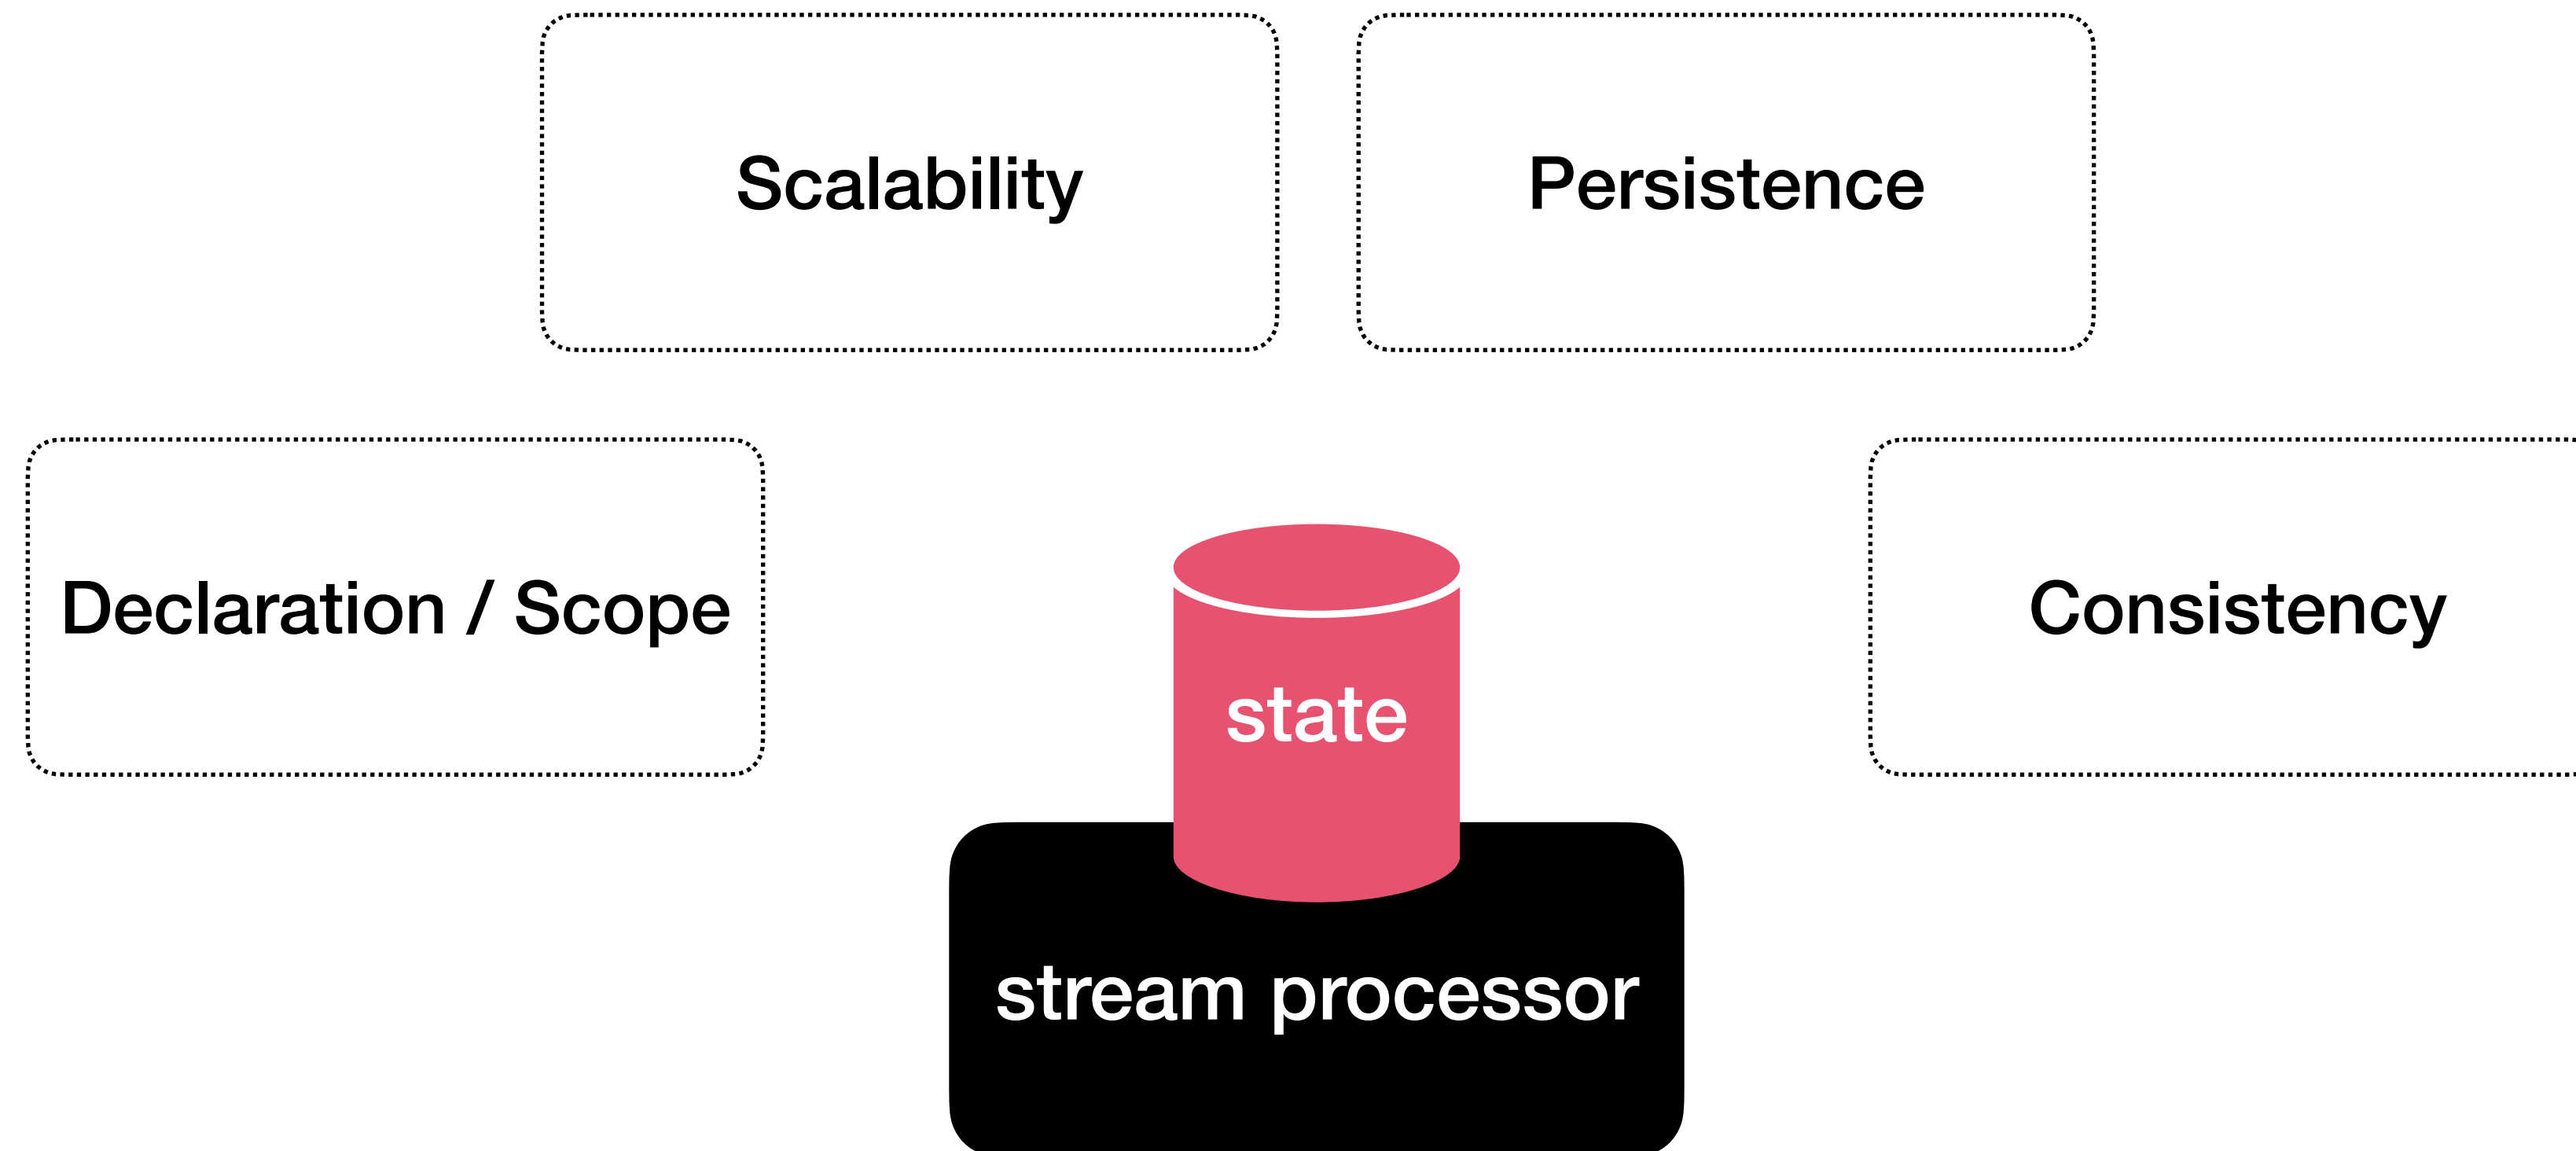 Scalability
Persistence
Declaration / Scope
Consistency
state
stream processor